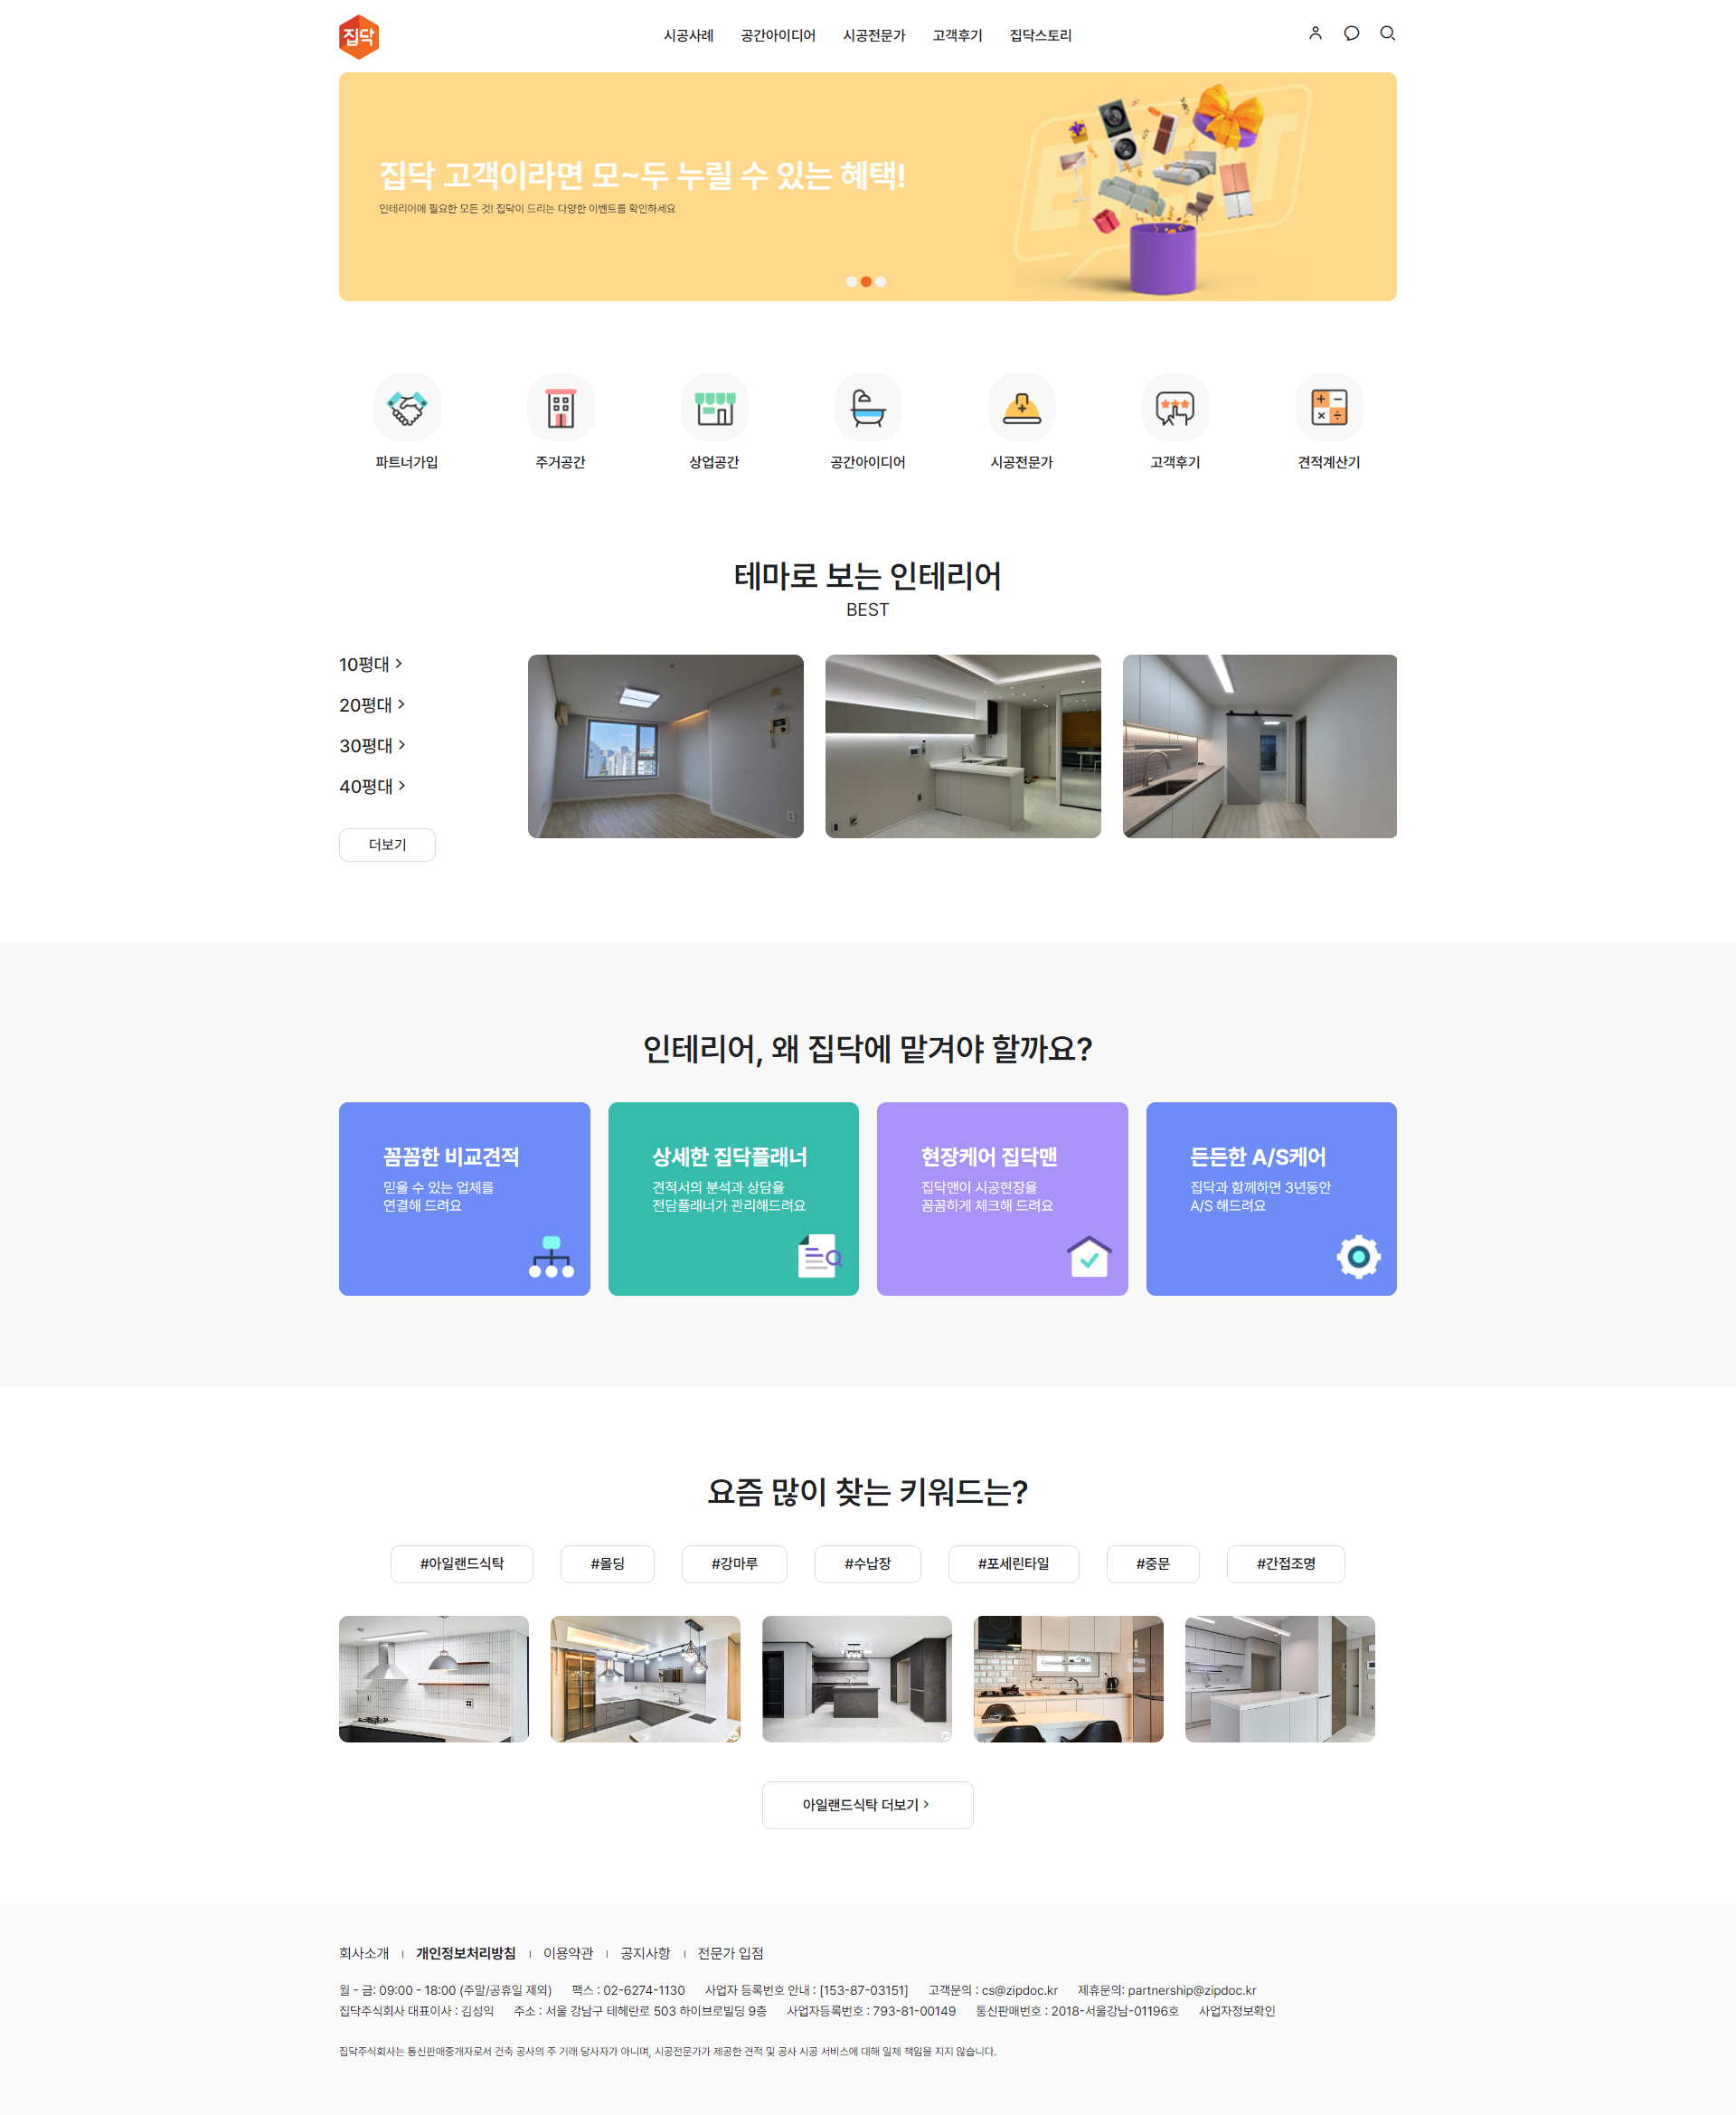 집닥
시공사례 공간아이디어 시공전문가 고객후기 집닥스토리
EVENT
집닥 고객이라면 모~두 누릴 수 있는 혜택!
인테리어에 필요한 모든 것! 집닥이 드리는 다양한 이벤트를 확인하세요
파트너가입 주거공간 상업공간 공간아이디어 시공전문가 고객후기 견적계산기
테마로 보는 인테리어
BEST
10평대
20평대
30평대
40평대
더보기
인테리어, 왜 집닥에 맡겨야 할까요?
꼼꼼한 비교견적
믿을 수 있는 업체를
연결해 드려요
상세한 집닥플래너
견적서의 분석과 상담을
전담플래너가 관리해드려요
현장케어 집닥맨
집닥맨이 시공현장을
꼼꼼하게 체크해 드려요
든든한 A/S케어
집닥과 함께하면 3년동안
A/S 해드려요
요즘 많이 찾는 키워드는?
#아일랜드식탁 #몰딩 #강마루 #수납장 #포세린타일 #중문 #간접조명
아일랜드식탁 더보기
회사소개 개인정보처리방침 이용약관 공지사항 전문가 입점
월 - 금: 09:00 - 18:00 (주말/공휴일 제외) 팩스 : 02-6274-1130 사업자 등록번호 안내 : [153-87-03151] 고객문의 : cs@zipdoc.kr 제휴문의: partnership@zipdoc.kr
집닥주식회사 대표이사 : 김성익 주소 : 서울 강남구 테헤란로 503 하이브로빌딩 9층 사업자등록번호 : 793-81-00149 통신판매번호 : 2018-서울강남-01196호 사업자정보확인
집닥주식회사는 통신판매중개자로서 건축 공사의 주 거래 당사자가 아니며, 시공전문가가 제공한 견적 및 공사 시공 서비스에 대해 일체 책임을 지지 않습니다.